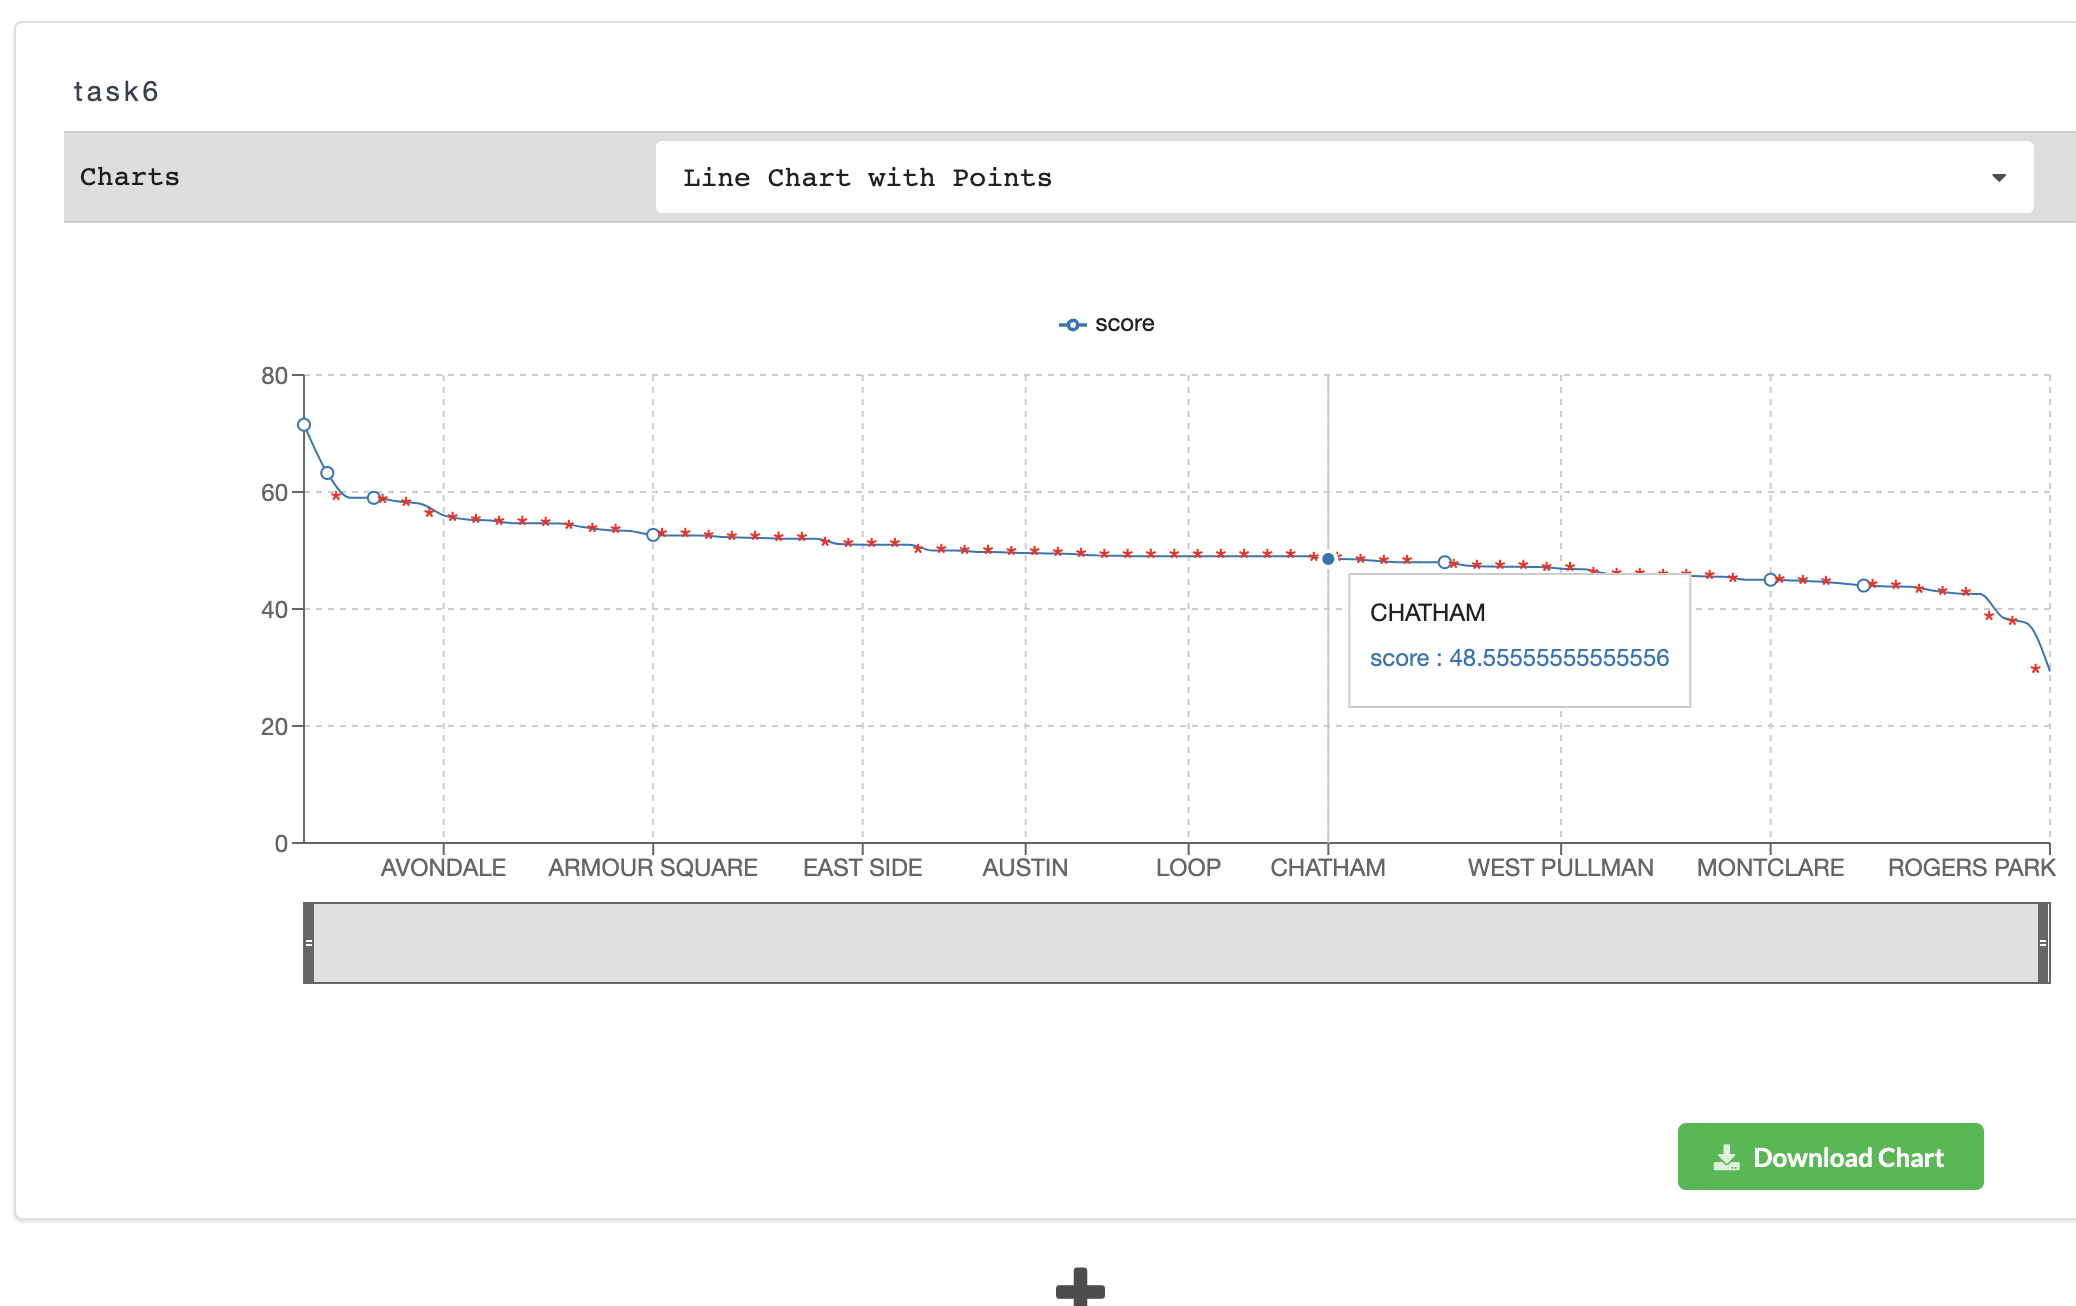 task6
Charts
Line Chart with Points
score
80
60
40
20
0
CHATHAM
score : 48.55555555555556
AVONDALE ARMOUR SQUARE EAST SIDE AUSTIN LOOP CHATHAM WEST PULLMAN MONTCLARE ROGERS PARK
Download Chart